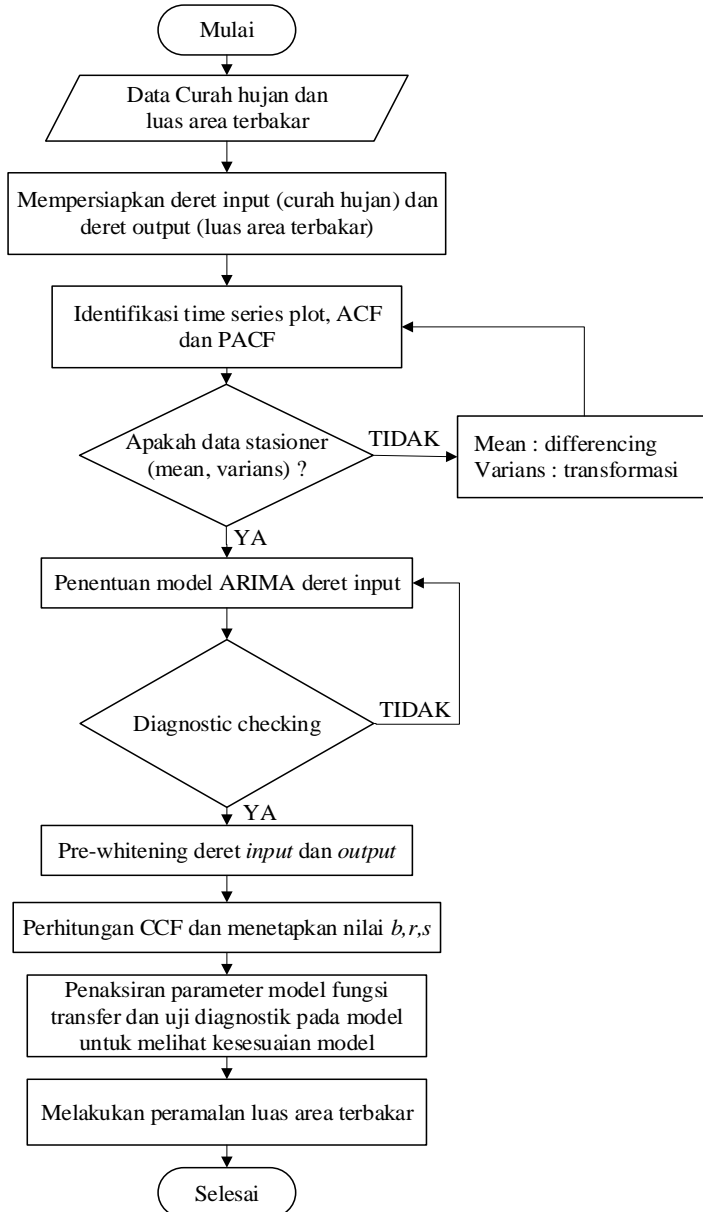 Mulai
Data Curah hujan dan
luas area terbakar
Mempersiapkan deret input (curah hujan) dan
deret output (luas area terbakar)
Identifikasi time series plot, ACF
dan PACF
Apakah data stasioner
(mean, varians) ?
TIDAK
Mean : differencing
Varians : transformasi
YA
Penentuan model ARIMA deret input
Diagnostic checking
TIDAK
YA
Pre-whitening deret input dan output
Perhitungan CCF dan menetapkan nilai b,r,s
Penaksiran parameter model fungsi
transfer dan uji diagnostik pada model
untuk melihat kesesuaian model
Melakukan peramalan luas area terbakar
Selesai